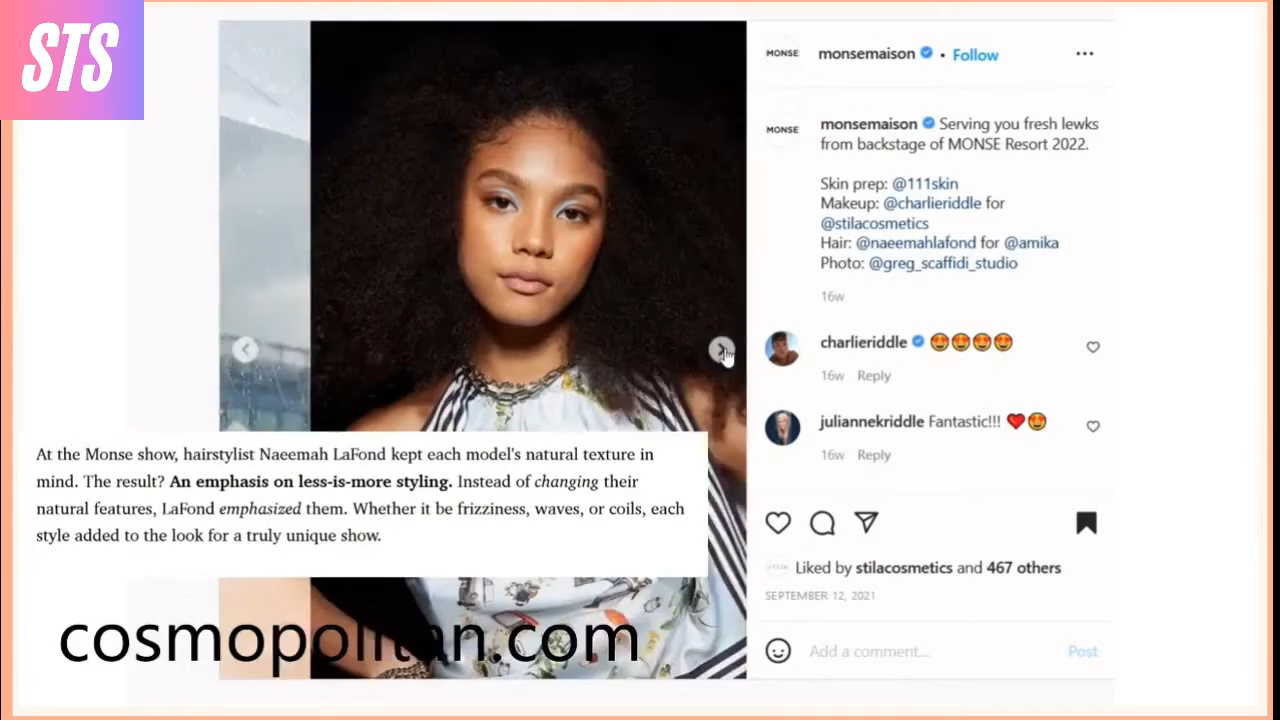 STS
MONSE
monsemaison • Follow
MONSE
monsemaison Serving you fresh lewks
from backstage of MONSE Resort 2022.
Skin prep: @111skin
Makeup: @charlieriddle for
@stilacosmetics
Hair: @naeemahlafond for @amika
Photo: @greg_scaffidi_studio
16w
charlieriddle 😍😍😍😍
16w Reply
juliannekriddle Fantastic!!! ❤️😍
16w Reply
At the Monse show, hairstylist Naeemah LaFond kept each model's natural texture in
mind. The result? An emphasis on less-is-more styling. Instead of changing their
natural features, LaFond emphasized them. Whether it be frizziness, waves, or coils, each
style added to the look for a truly unique show.
Liked by stilacosmetics and 467 others
SEPTEMBER 12, 2021
Add a comment...
Post
cosmopolitan.com